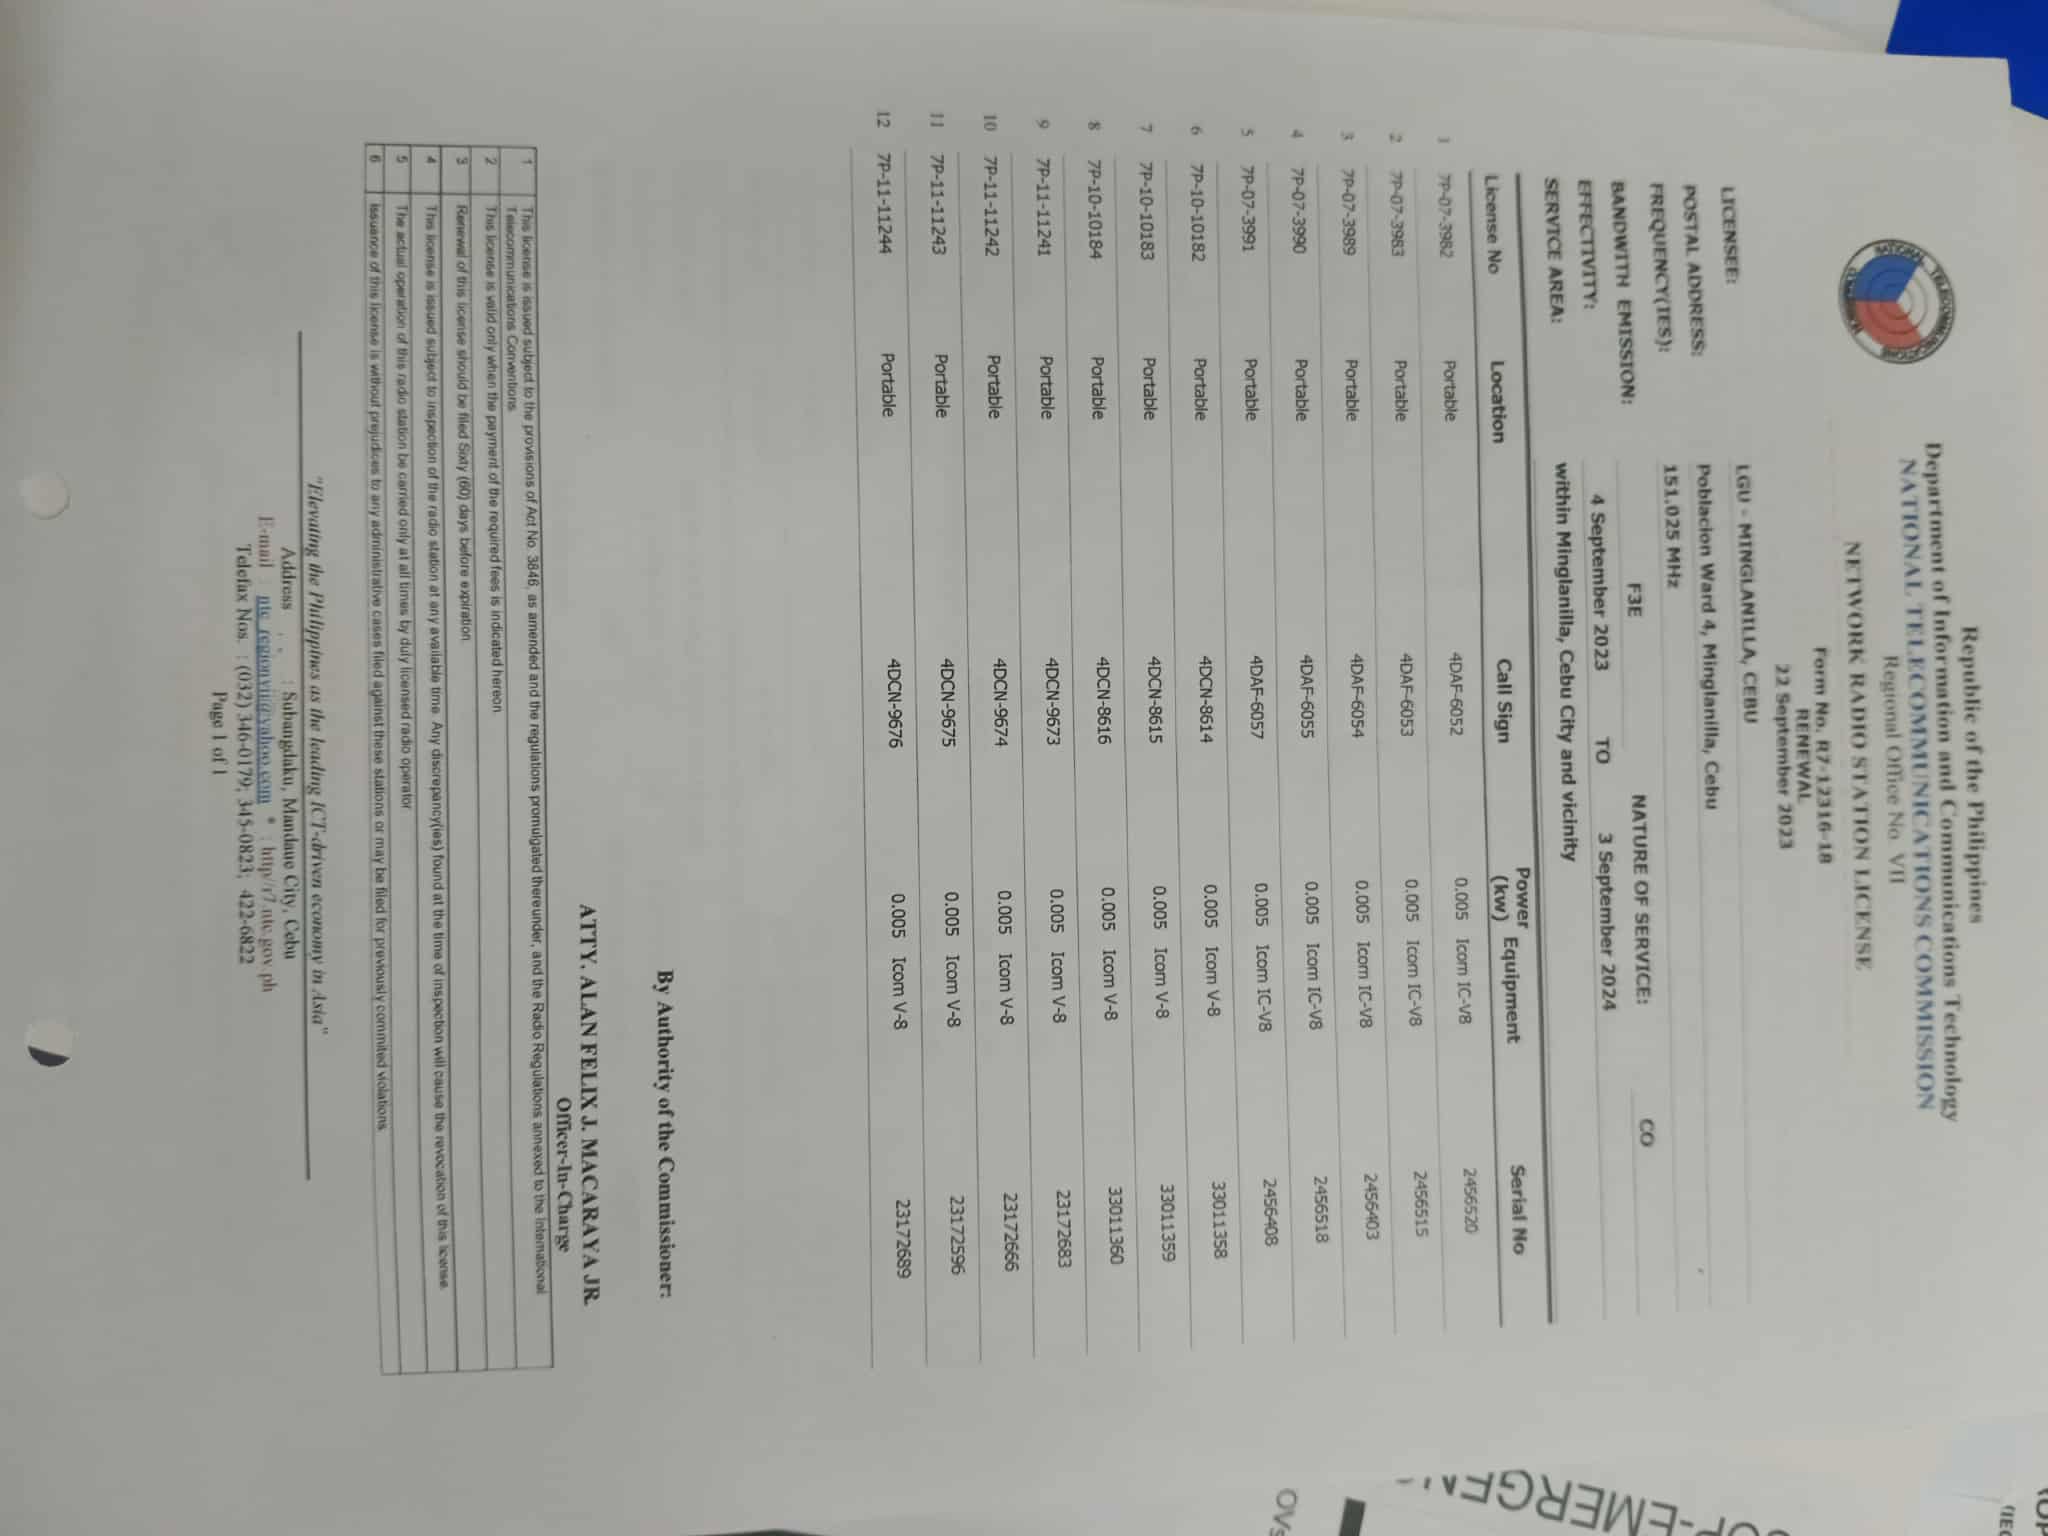 NATIONAL TELECOMMUNICATIONS COMMISSION
Republic of the Philippines
Department of Information and Communications Technology
NATIONAL TELECOMMUNICATIONS COMMISSION
Regional Office No. VII
NETWORK RADIO STATION LICENSE
Form No. R7-12316-18
RENEWAL
22 September 2023
LICENSEE: LGU - MINGLANILLA, CEBU
POSTAL ADDRESS: Poblacion Ward 4, Minglanilla, Cebu
FREQUENCY(IES): 151.025 MHz
BANDWITH EMISSION: F3E NATURE OF SERVICE: CO
EFFECTIVITY: 4 September 2023 TO 3 September 2024
SERVICE AREA: within Minglanilla, Cebu City and vicinity
License No Location Call Sign Power (kw) Equipment Serial No
1 7P-07-3982 Portable 4DAF-6052 0.005 Icom IC-V8 2456520
2 7P-07-3983 Portable 4DAF-6053 0.005 Icom IC-V8 2456515
3 7P-07-3989 Portable 4DAF-6054 0.005 Icom IC-V8 2456403
4 7P-07-3990 Portable 4DAF-6055 0.005 Icom IC-V8 2456518
5 7P-07-3991 Portable 4DAF-6057 0.005 Icom IC-V8 2456408
6 7P-10-10182 Portable 4DCN-8614 0.005 Icom V-8 33011358
7 7P-10-10183 Portable 4DCN-8615 0.005 Icom V-8 33011359
8 7P-10-10184 Portable 4DCN-8616 0.005 Icom V-8 33011360
9 7P-11-11241 Portable 4DCN-9673 0.005 Icom V-8 23172683
10 7P-11-11242 Portable 4DCN-9674 0.005 Icom V-8 23172666
11 7P-11-11243 Portable 4DCN-9675 0.005 Icom V-8 23172596
12 7P-11-11244 Portable 4DCN-9676 0.005 Icom V-8 23172689
By Authority of the Commissioner:
ATTY. ALAN FELIX J. MACARAYA JR.
Officer-In-Charge
1 This license is issued subject to the provisions of Act No. 3846, as amended and the regulations promulgated thereunder, and the Radio Regulations annexed to the International
Telecommunications Conventions.
2 This license is valid only when the payment of the required fees is indicated hereon.
3 Renewal of this license should be filed Sixty (60) days before expiration.
4 This license is issued subject to inspection of the radio station at any available time. Any discrepancy(ies) found at the time of inspection will cause the revocation of this license.
5 The actual operation of this radio station be carried only at all times by duly licensed radio operator.
6 Issuance of this license is without prejudices to any administrative cases filed against these stations or may be filed for previously commited violations.
"Elevating the Philippines as the leading ICT-driven economy in Asia"
Address : Subangdaku, Mandaue City, Cebu
E-mail : ntc_regionvii@yahoo.com * : http//r7.ntc.gov.ph
Telefax Nos. : (032) 346-0179; 345-0823; 422-6822
Page 1 of 1
OVs